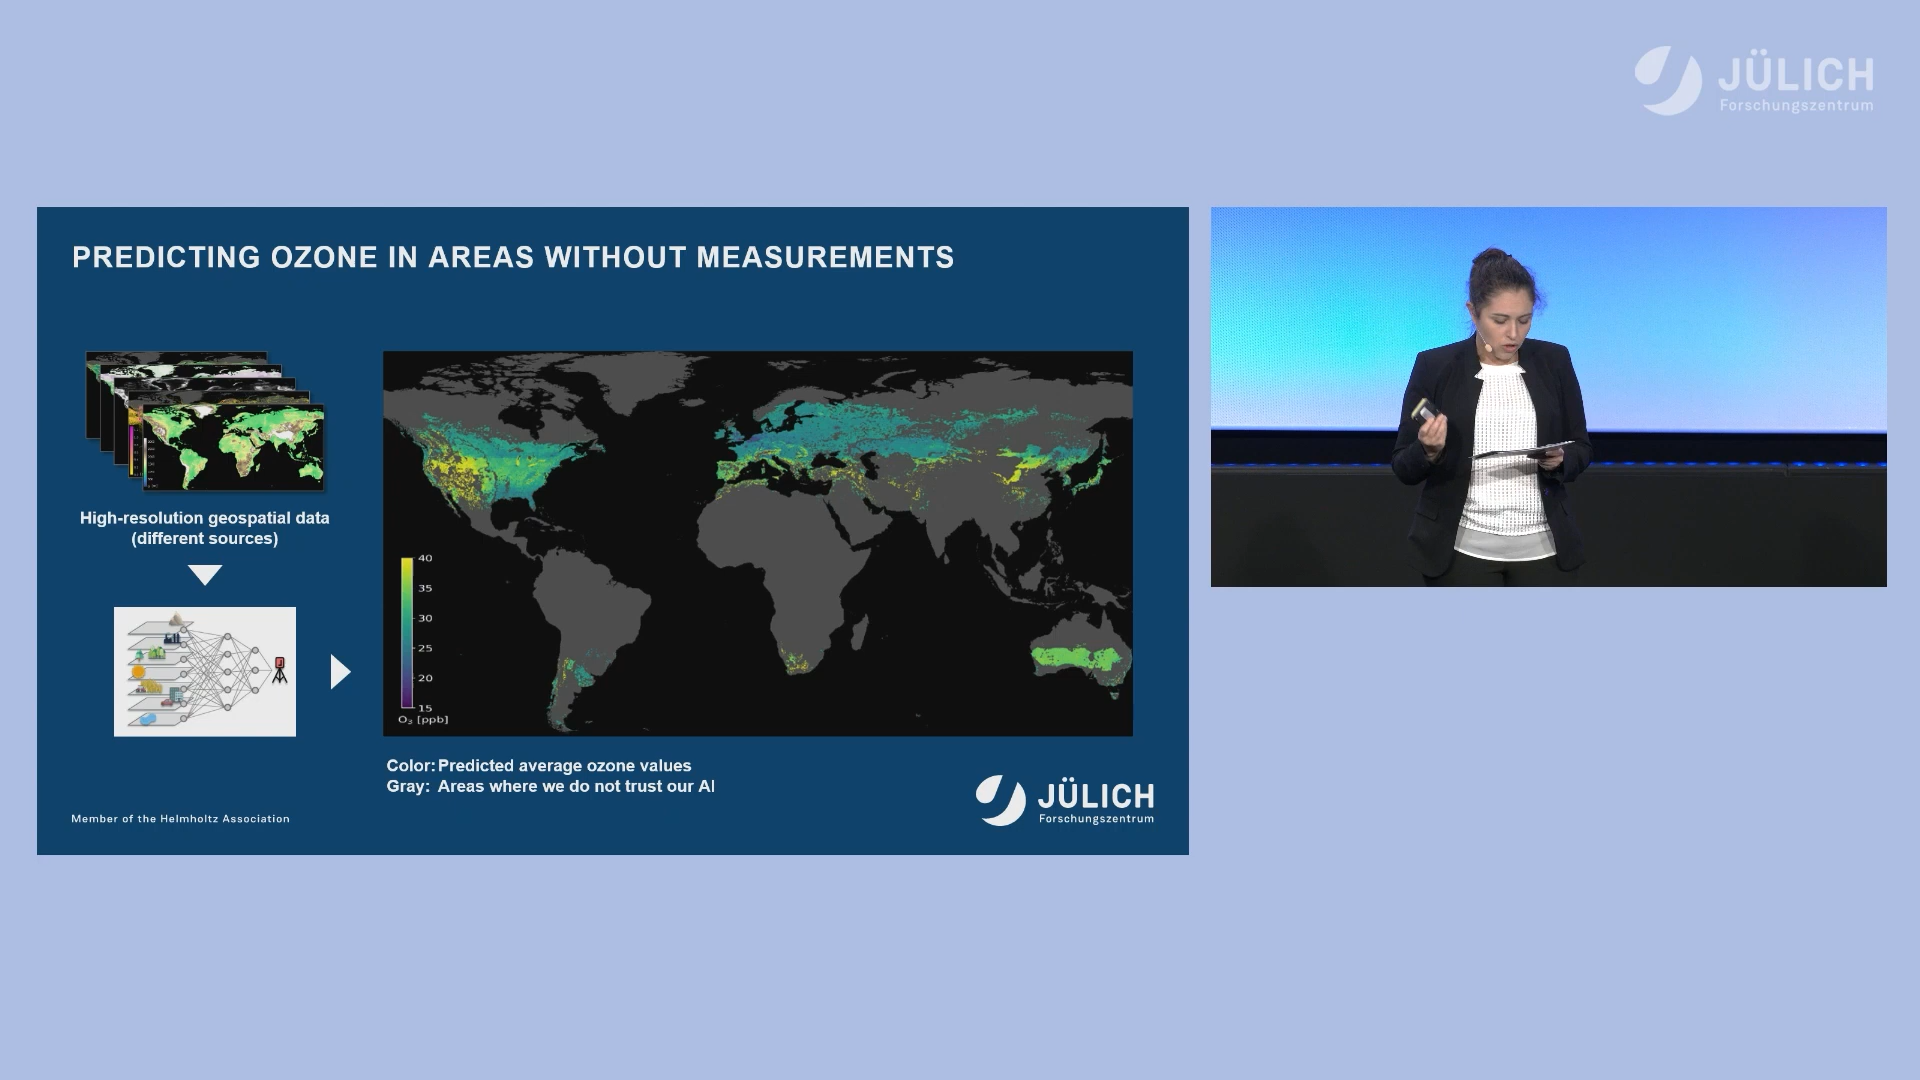 JÜLICH
Forschungszentrum
PREDICTING OZONE IN AREAS WITHOUT MEASUREMENTS
High-resolution geospatial data
(different sources)
40
35
30
25
20
15
O₃ [ppb]
Color: Predicted average ozone values
Gray: Areas where we do not trust our AI
Member of the Helmholtz Association
JÜLICH
Forschungszentrum